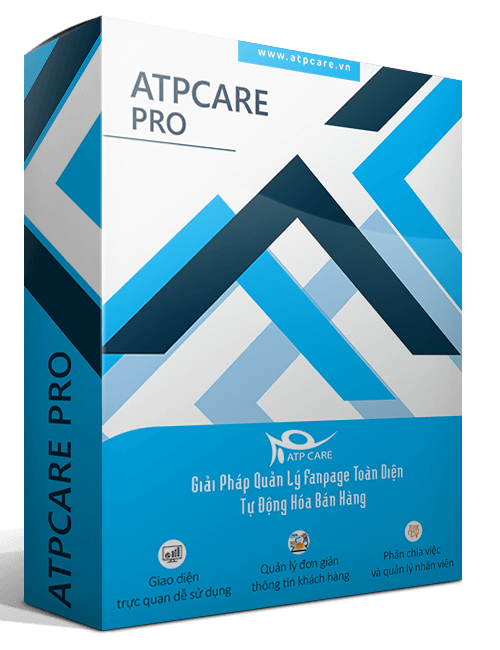 www.atpcare.vn
ATPCARE
PRO
ATPCARE PRO
ATP CARE
Giải Pháp Quản Lý Fanpage Toàn Diện
Tự Động Hóa Bán Hàng
Giao diện
trực quan dễ sử dụng
Quản lý đơn giản
thông tin khách hàng
Phân chia việc
và quản lý nhân viên